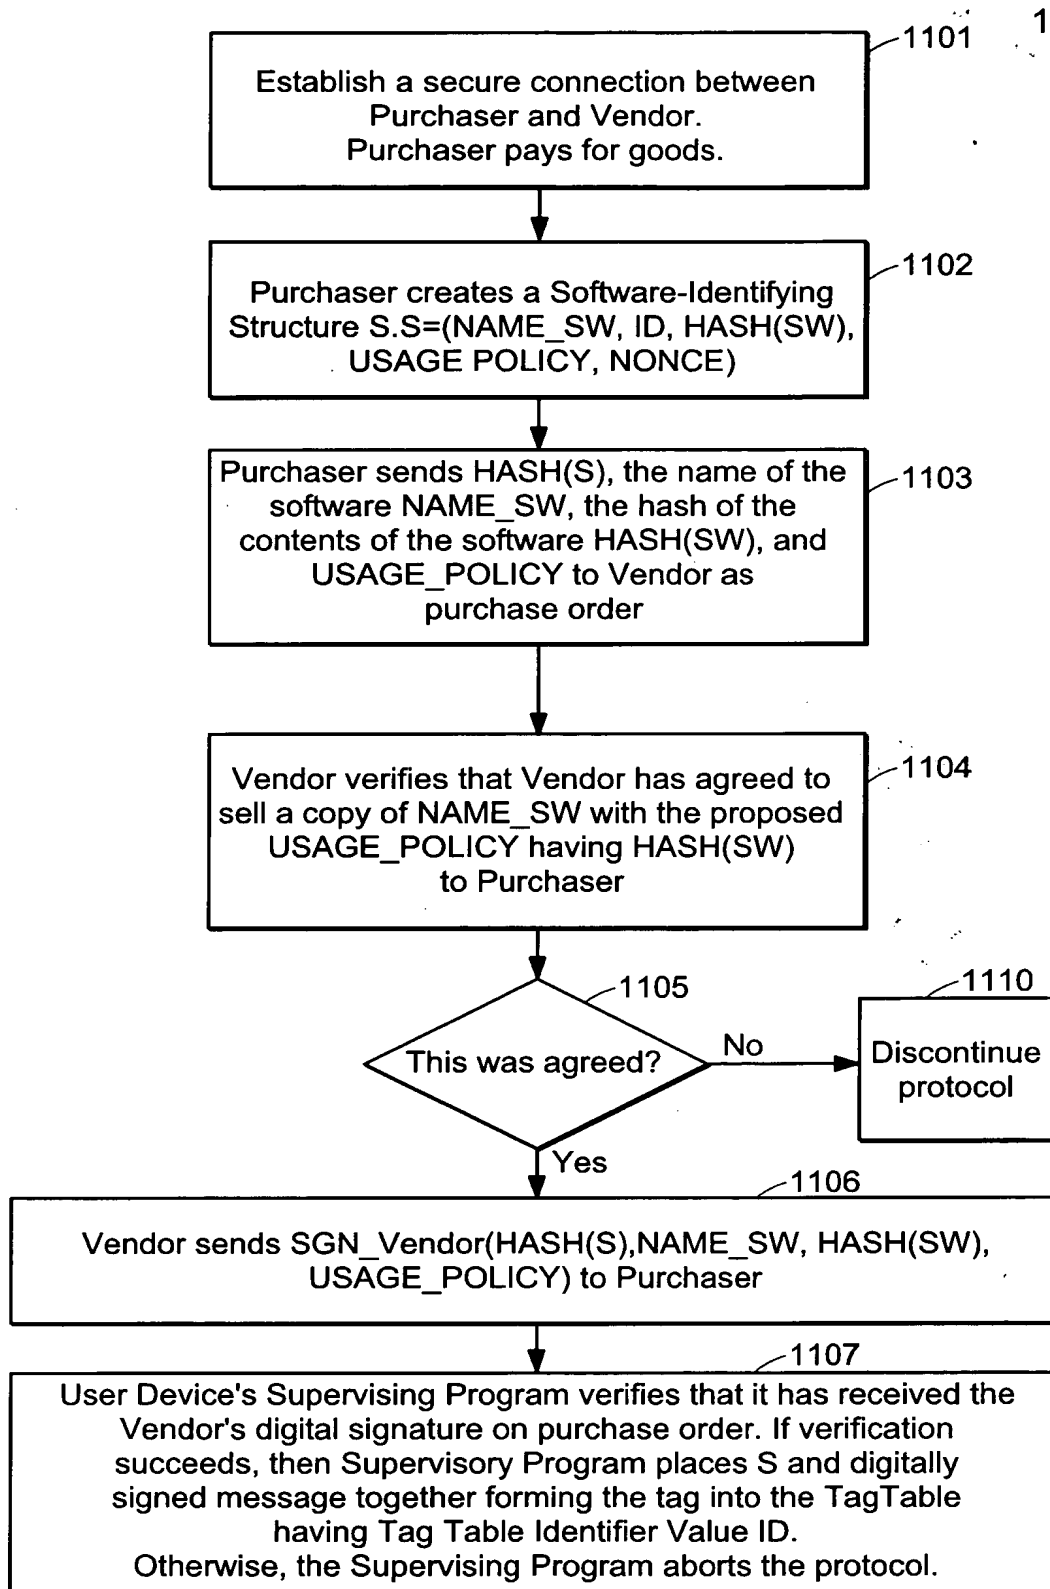 1
1101
Establish a secure connection between
Purchaser and Vendor.
Purchaser pays for goods.
1102
Purchaser creates a Software-Identifying
Structure S.S=(NAME_SW, ID, HASH(SW),
USAGE POLICY, NONCE)
1103
Purchaser sends HASH(S), the name of the
software NAME_SW, the hash of the
contents of the software HASH(SW), and
USAGE_POLICY to Vendor as
purchase order
1104
Vendor verifies that Vendor has agreed to
sell a copy of NAME_SW with the proposed
USAGE_POLICY having HASH(SW)
to Purchaser
1105
This was agreed?
No
1110
Discontinue
protocol
Yes
1106
Vendor sends SGN_Vendor(HASH(S),NAME_SW, HASH(SW),
USAGE_POLICY) to Purchaser
1107
User Device's Supervising Program verifies that it has received the
Vendor's digital signature on purchase order. If verification
succeeds, then Supervisory Program places S and digitally
signed message together forming the tag into the TagTable
having Tag Table Identifier Value ID.
Otherwise, the Supervising Program aborts the protocol.